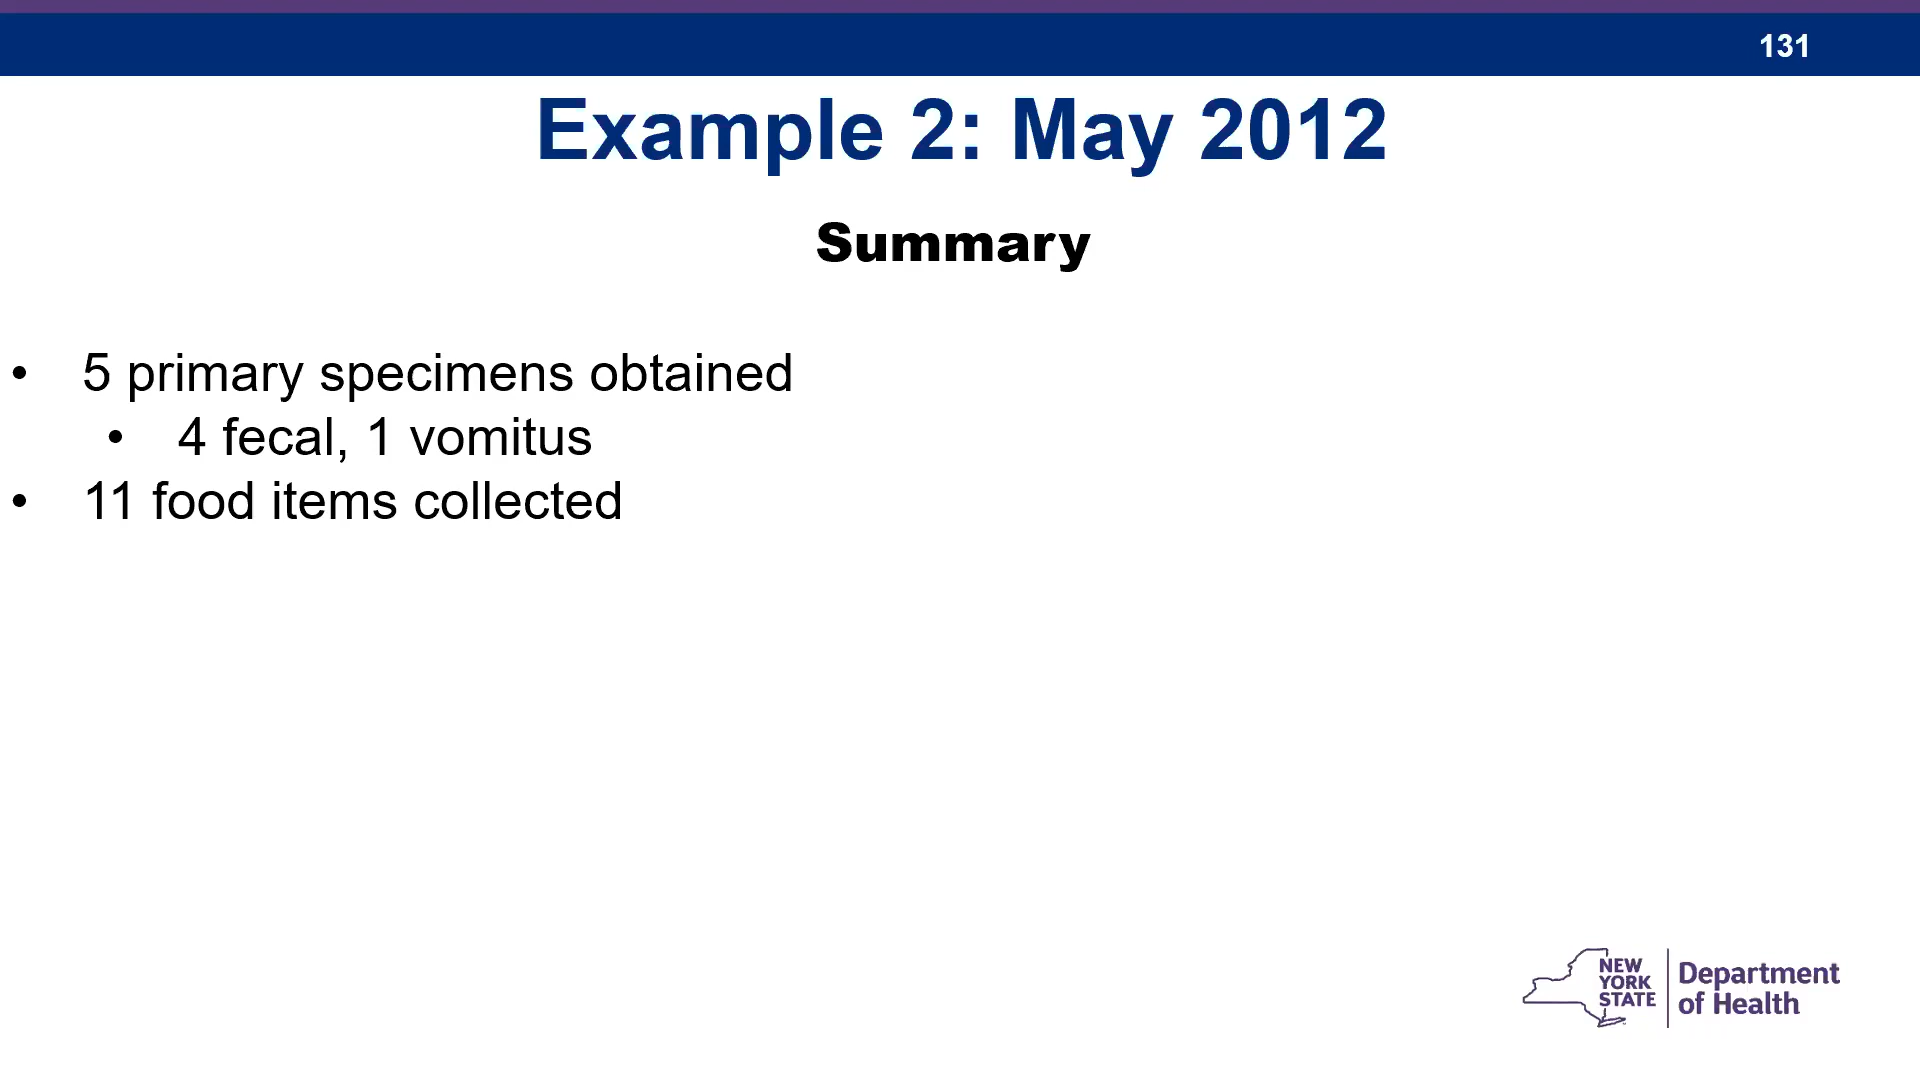 131
Example 2: May 2012
Summary
• 5 primary specimens obtained
• 4 fecal, 1 vomitus
• 11 food items collected
NEW
YORK
STATE
Department
of Health